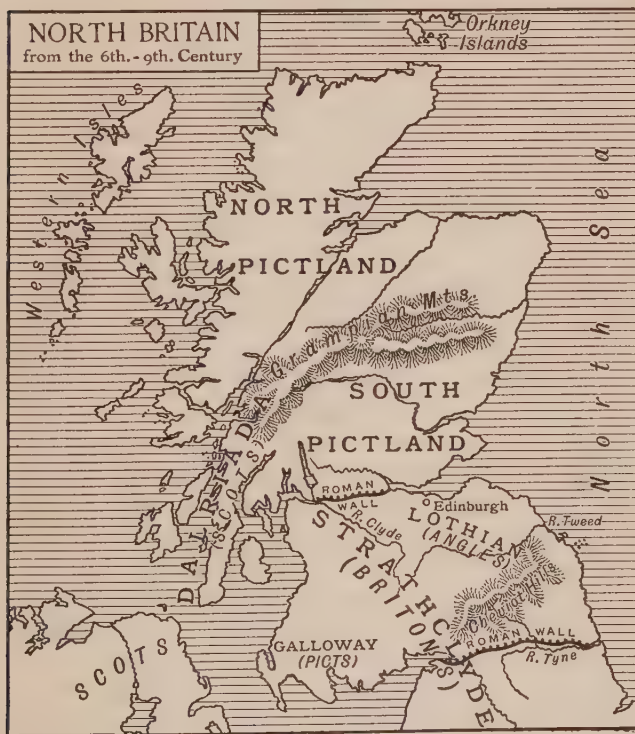 NORTH BRITAIN
from the 6th.-9th. Century
Orkney
Islands
Western Isles
North Sea
NORTH
PICTLAND
Grampian Mts
SOUTH
PICTLAND
DALRIADA
(SCOTS)
ROMAN
WALL
R. Clyde
Edinburgh
LOTHIAN
(ANGLES)
R. Tweed
STRATHCLYDE
(BRITONS)
Cheviot Hills
ROMAN WALL
R. Tyne
GALLOWAY
(PICTS)
SCOTS